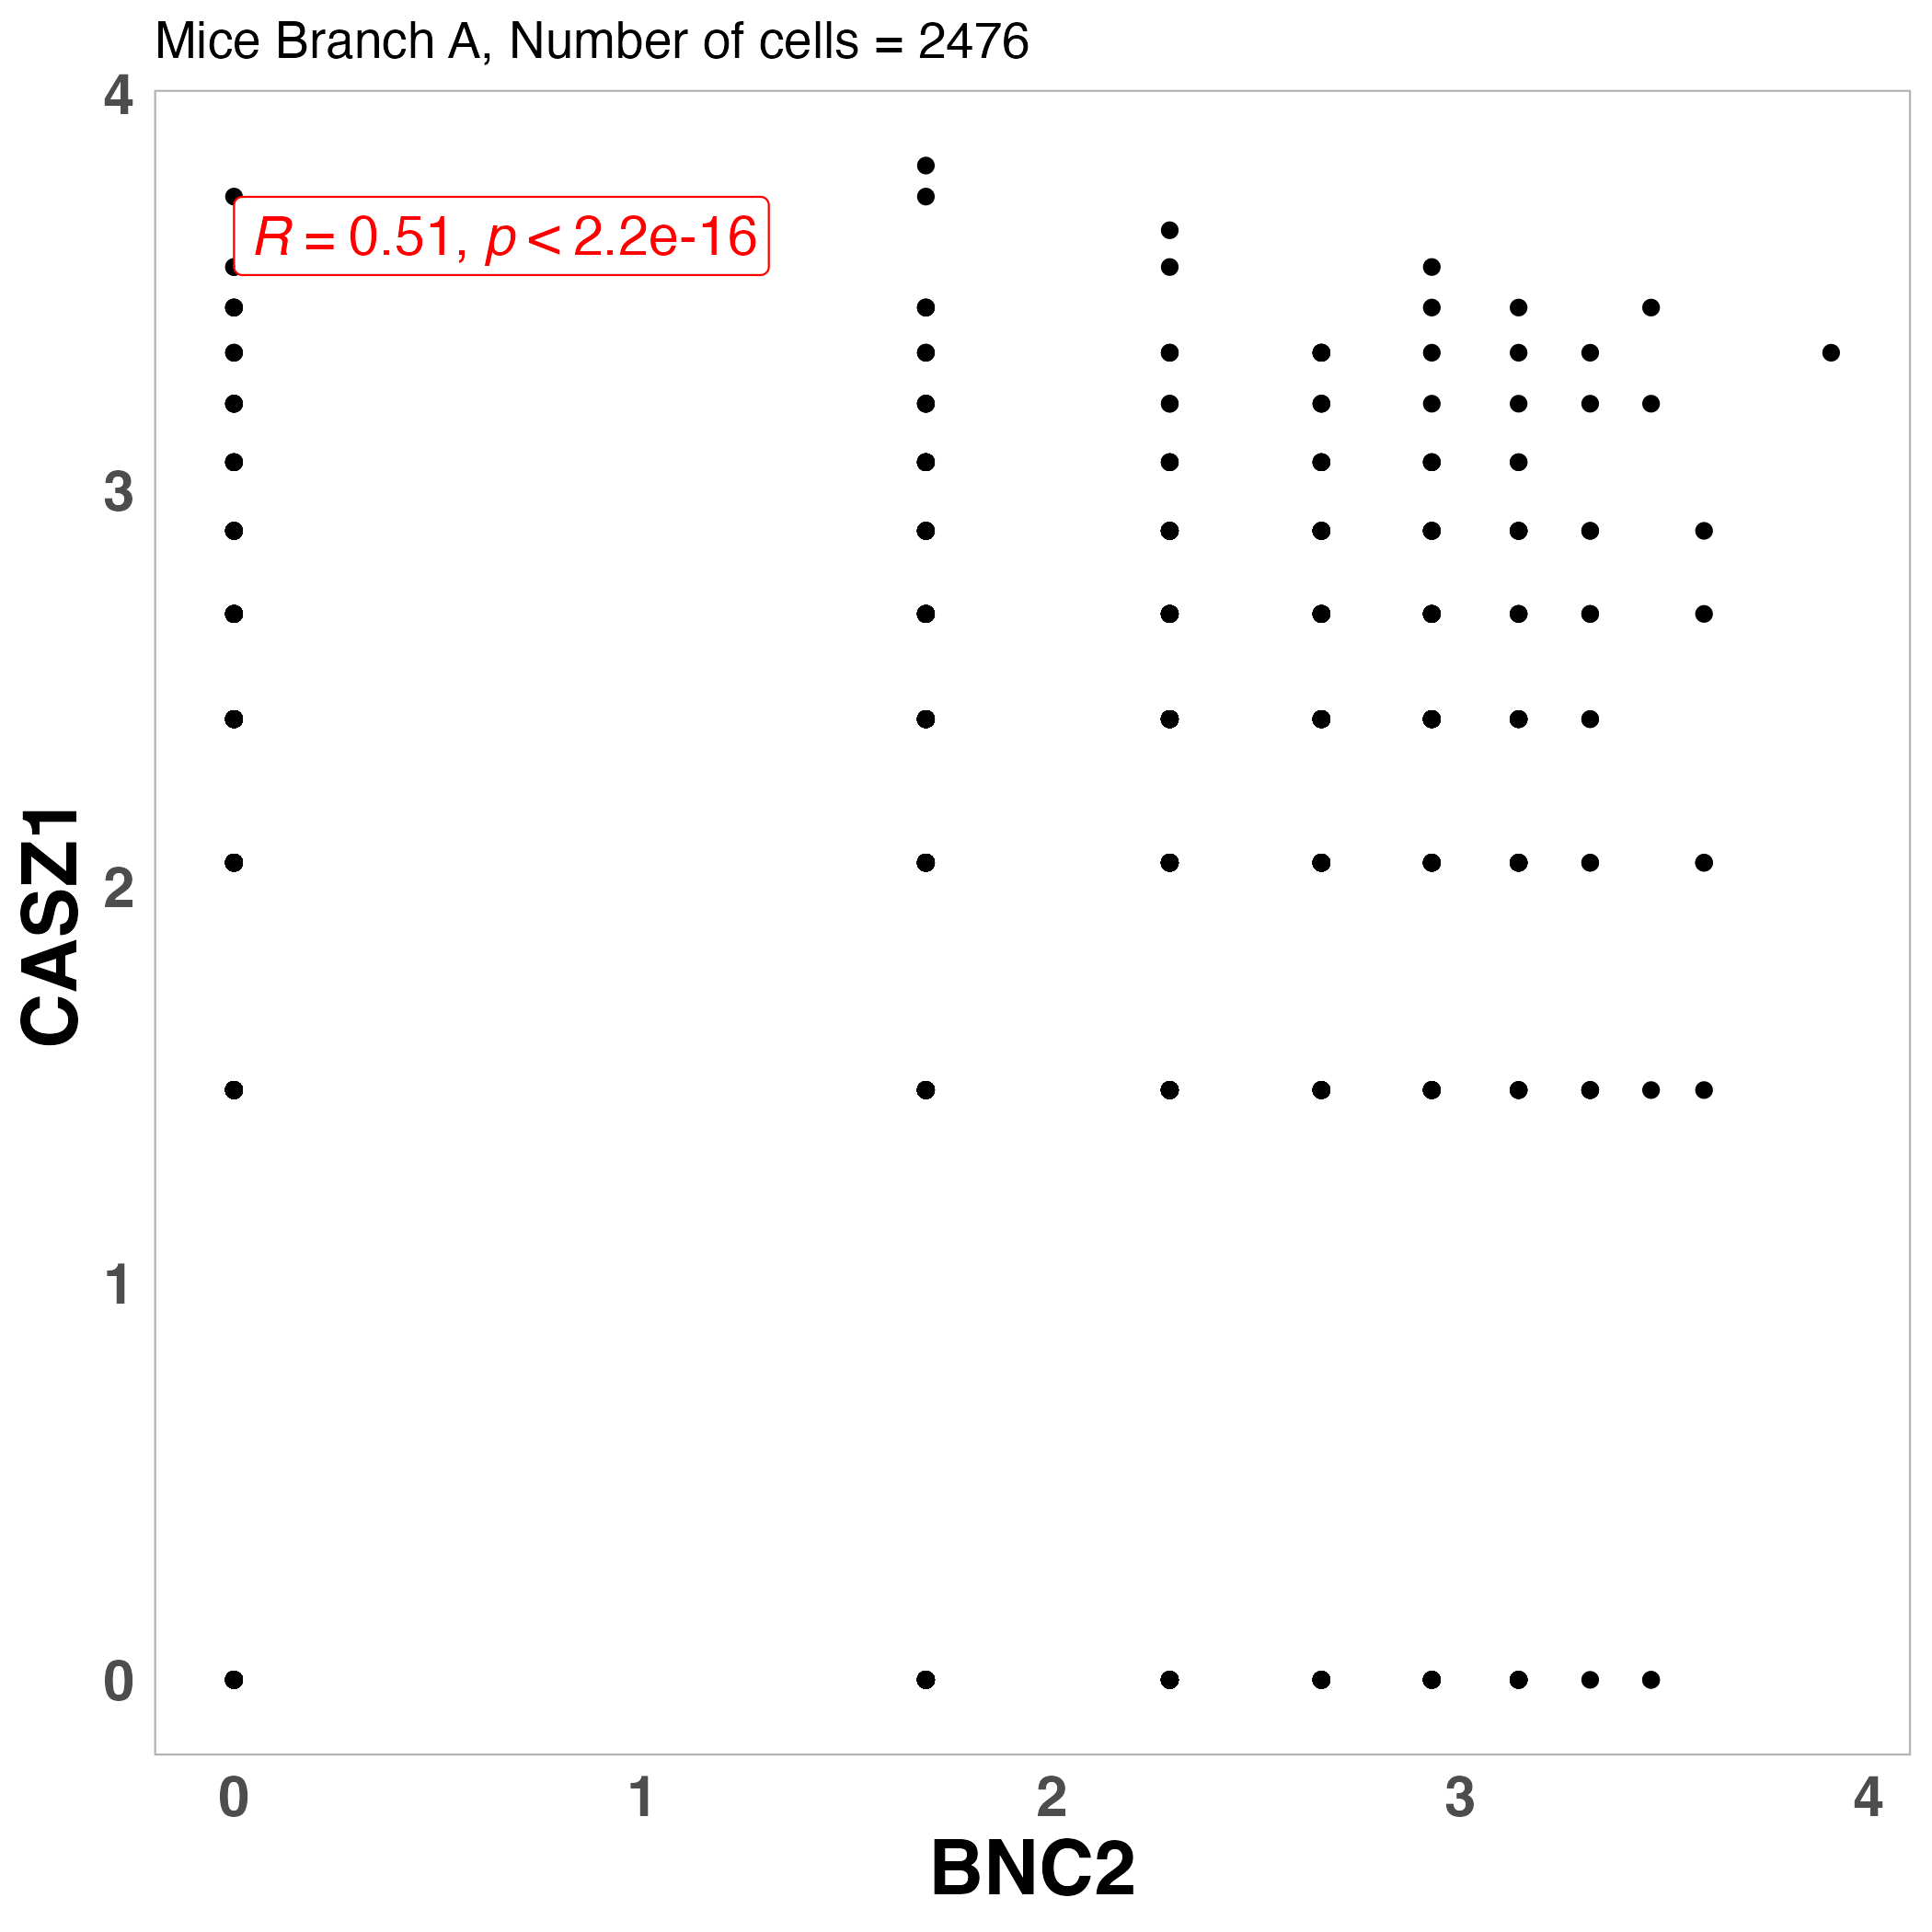 Mice Branch A, Number of cells = 2476
4
R = 0.51, p < 2.2e-16
3
2
1
0
CASZ1
0 1 2 3 4
BNC2